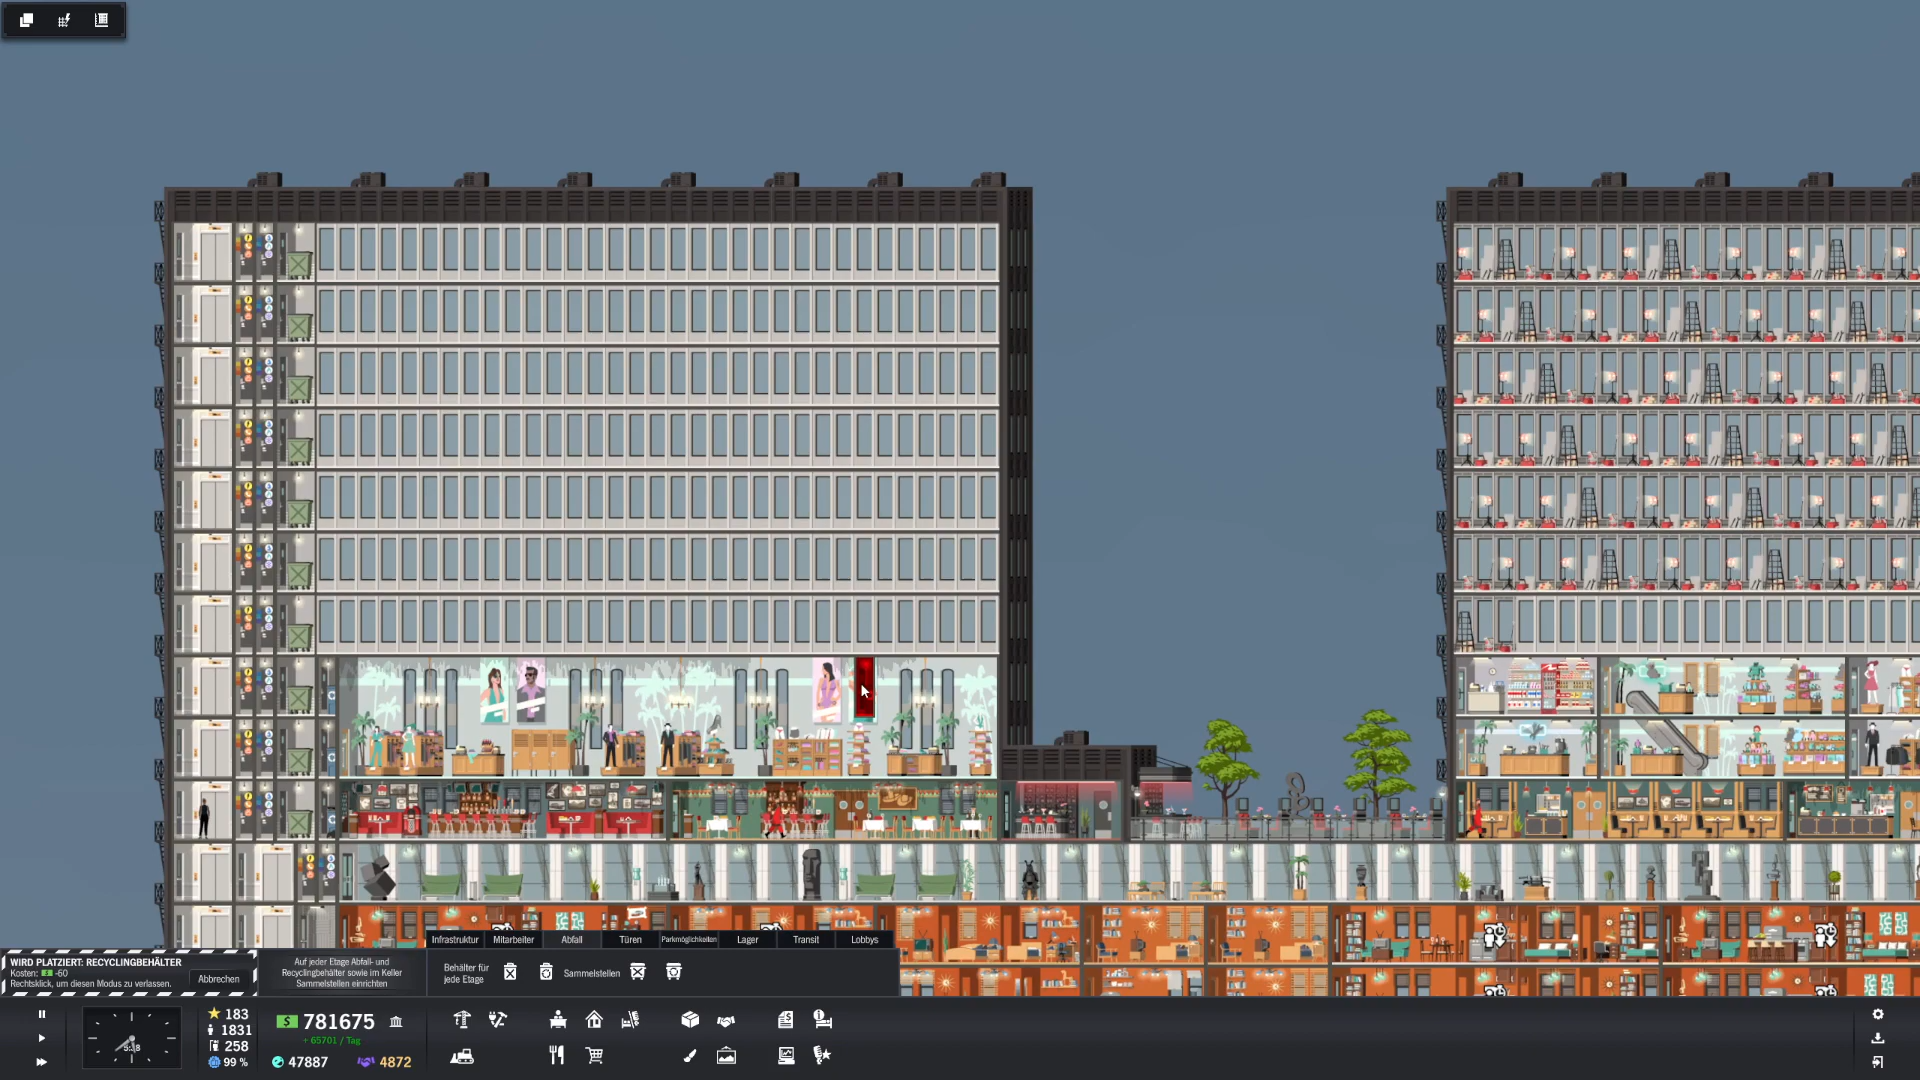 Infrastruktur Mitarbeiter Abfall Türen Parkmöglichkeiten Lager Transit Lobbys
WIRD PLATZIERT: RECYCLINGBEHÄLTER
Kosten: $ -60
Rechtsklick, um diesen Modus zu verlassen.
Abbrechen
Auf jeder Etage Abfall- und
Recyclingbehälter sowie im Keller
Sammelstellen einrichten
Behälter für
jede Etage
Sammelstellen
183
1831
258
99 %
$ 781675
+ 65701 / Tag
47887
4872